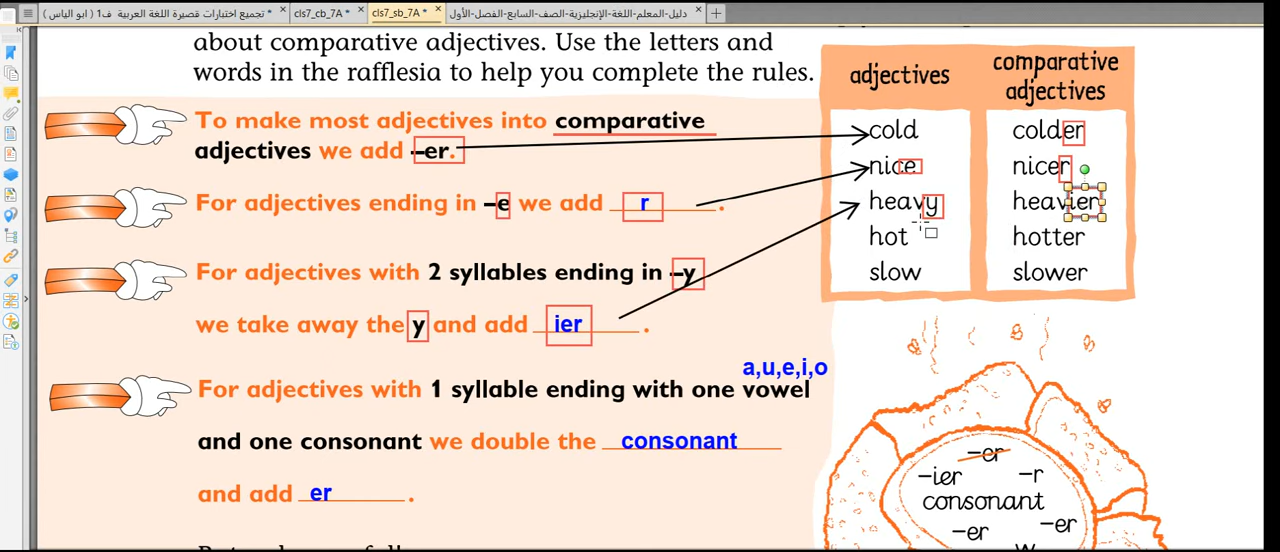 تجميع اختبارات قصيرة اللغة العربية ف1 ( ابو الياس ) *
cls7_cb_7A *
cls7_sb_7A *
دليل-المعلم-اللغة-الإنجليزية-الصف-السابع-الفصل-الأول
about comparative adjectives. Use the letters and
words in the rafflesia to help you complete the rules.
To make most adjectives into comparative
adjectives we add –er.
For adjectives ending in –e we add r .
For adjectives with 2 syllables ending in –y
we take away the y and add ier .
a,u,e,i,o
For adjectives with 1 syllable ending with one vowel
and one consonant we double the consonant
and add er .
adjectives
comparative
adjectives
cold colder
nice nicer
heavy heavier
hot hotter
slow slower
–er
–ier –r
consonant
–er –er